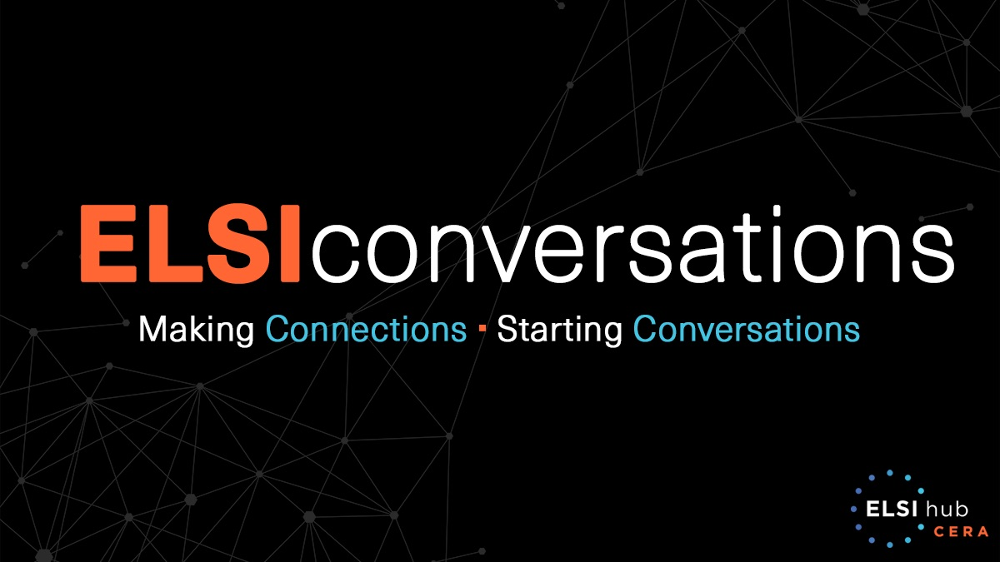 ELSIconversations
Making Connections · Starting Conversations
ELSI hub
CERA